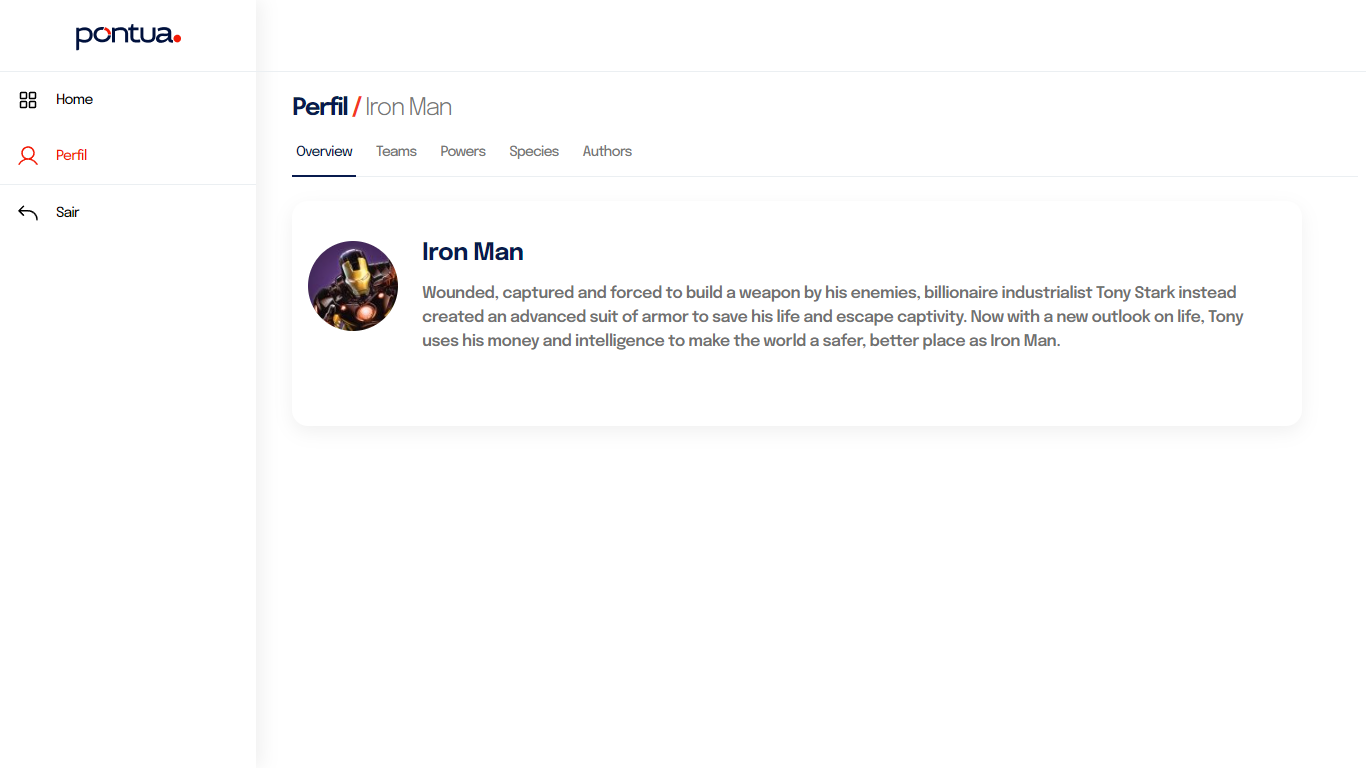 pontua.
Home
Perfil
Sair
Perfil / Iron Man
Overview Teams Powers Species Authors
Iron Man
Wounded, captured and forced to build a weapon by his enemies, billionaire industrialist Tony Stark instead
created an advanced suit of armor to save his life and escape captivity. Now with a new outlook on life, Tony
uses his money and intelligence to make the world a safer, better place as Iron Man.